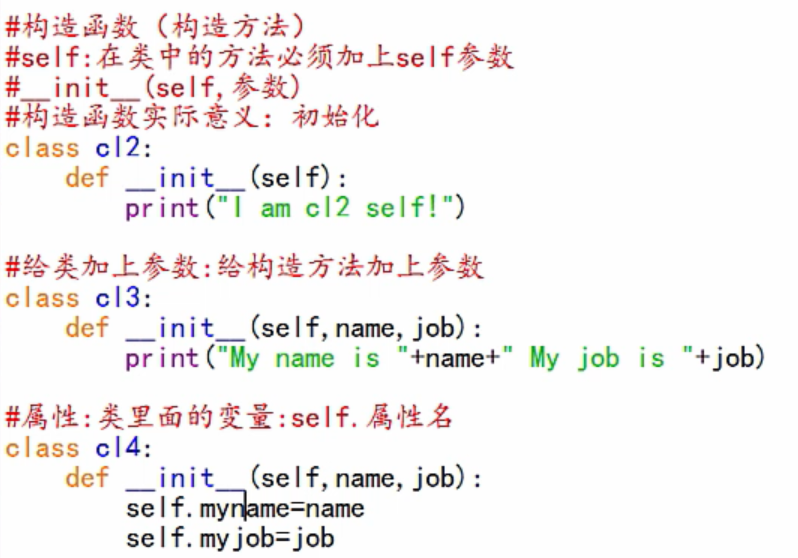 #构造函数（构造方法）
#self:在类中的方法必须加上self参数
#__init__(self,参数)
#构造函数实际意义：初始化
class cl2:
    def __init__(self):
        print("I am cl2 self!")
#给类加上参数:给构造方法加上参数
class cl3:
    def __init__(self,name,job):
        print("My name is "+name+" My job is "+job)
#属性:类里面的变量:self.属性名
class cl4:
    def __init__(self,name,job):
        self.myname=name
        self.myjob=job